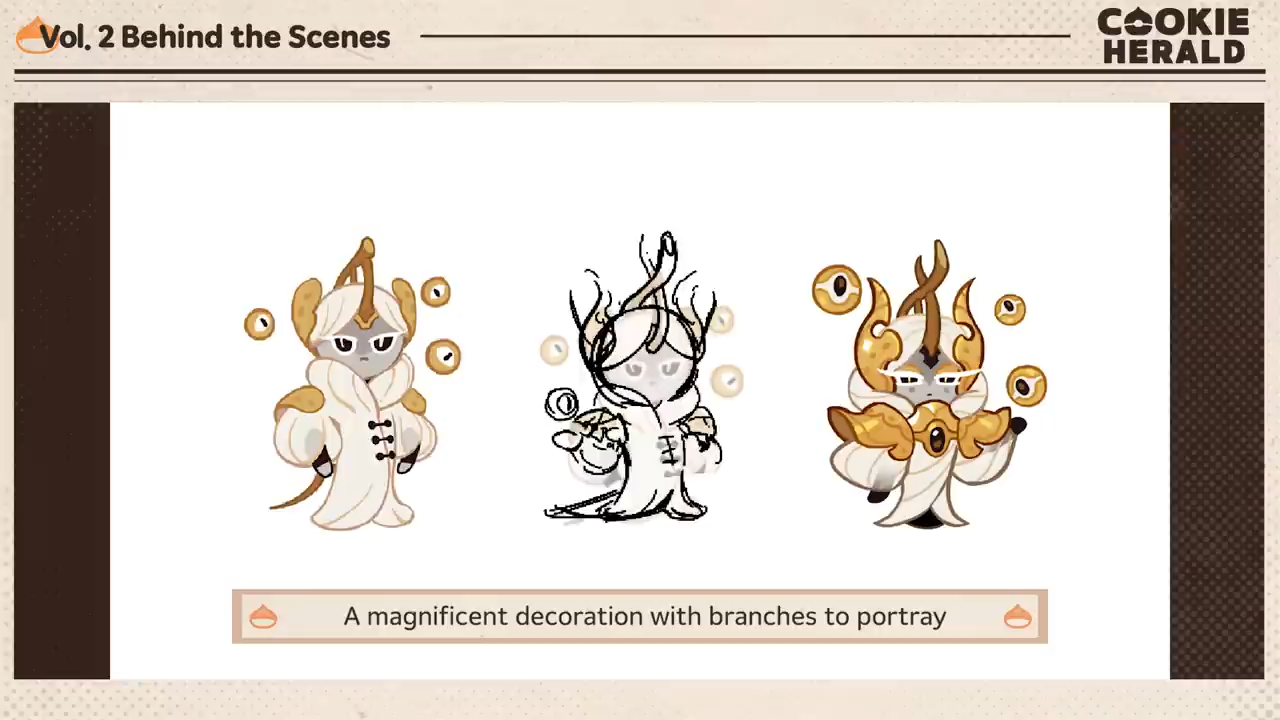 Vol. 2 Behind the Scenes
COOKIE
HERALD
A magnificent decoration with branches to portray